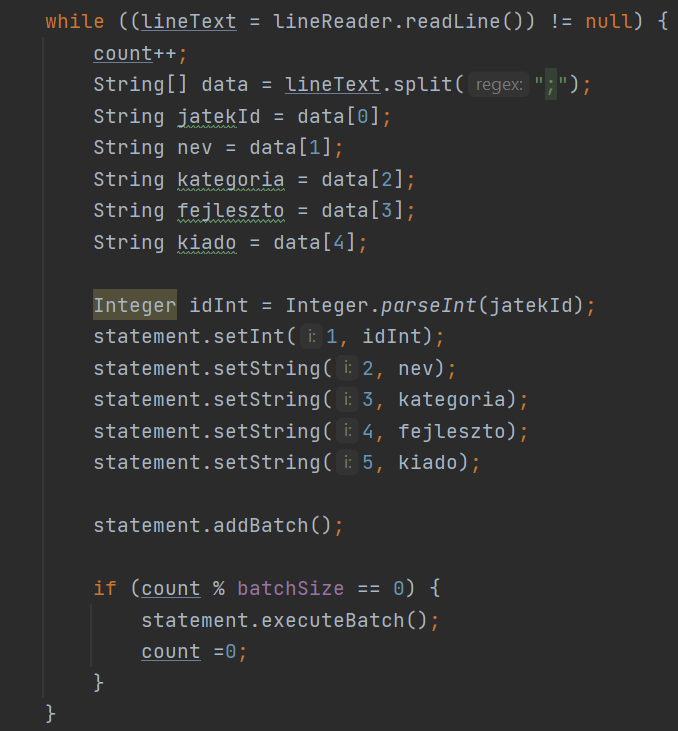 while ((lineText = lineReader.readLine()) != null) {
    count++;
    String[] data = lineText.split( regex: ";");
    String jatekId = data[0];
    String nev = data[1];
    String kategoria = data[2];
    String fejleszto = data[3];
    String kiado = data[4];

    Integer idInt = Integer.parseInt(jatekId);
    statement.setInt( i: 1, idInt);
    statement.setString( i: 2, nev);
    statement.setString( i: 3, kategoria);
    statement.setString( i: 4, fejleszto);
    statement.setString( i: 5, kiado);

    statement.addBatch();

    if (count % batchSize == 0) {
        statement.executeBatch();
        count =0;
    }
}